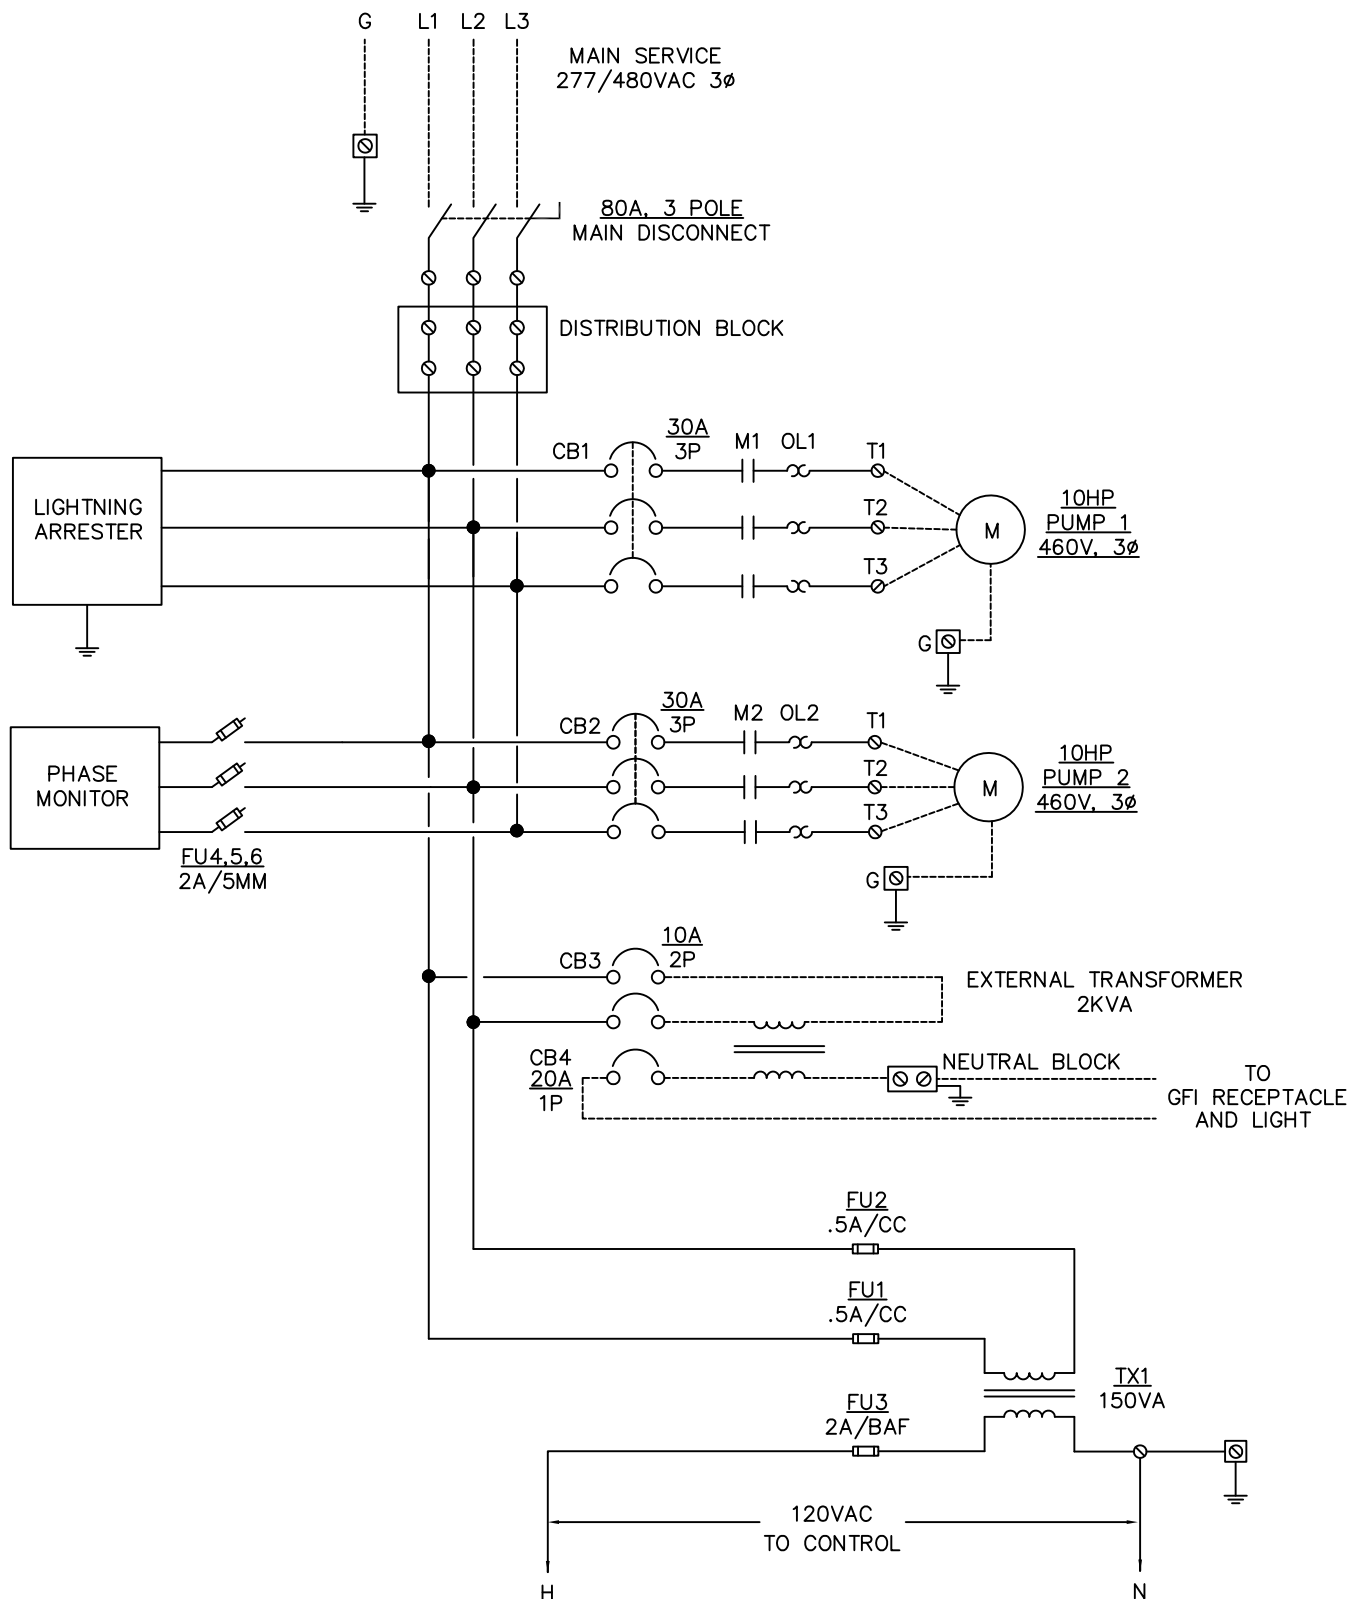 G L1 L2 L3
MAIN SERVICE
277/480VAC 3ø
80A, 3 POLE
MAIN DISCONNECT
DISTRIBUTION BLOCK
LIGHTNING
ARRESTER
CB1
30A
3P
M1 OL1
T1
T2
T3
M
10HP
PUMP 1
460V, 3ø
G
PHASE
MONITOR
FU4,5,6
2A/5MM
CB2
30A
3P
M2 OL2
T1
T2
T3
M
10HP
PUMP 2
460V, 3ø
G
CB3
10A
2P
EXTERNAL TRANSFORMER
2KVA
CB4
20A
1P
NEUTRAL BLOCK
TO
GFI RECEPTACLE
AND LIGHT
FU2
.5A/CC
FU1
.5A/CC
TX1
150VA
FU3
2A/BAF
120VAC
TO CONTROL
H N